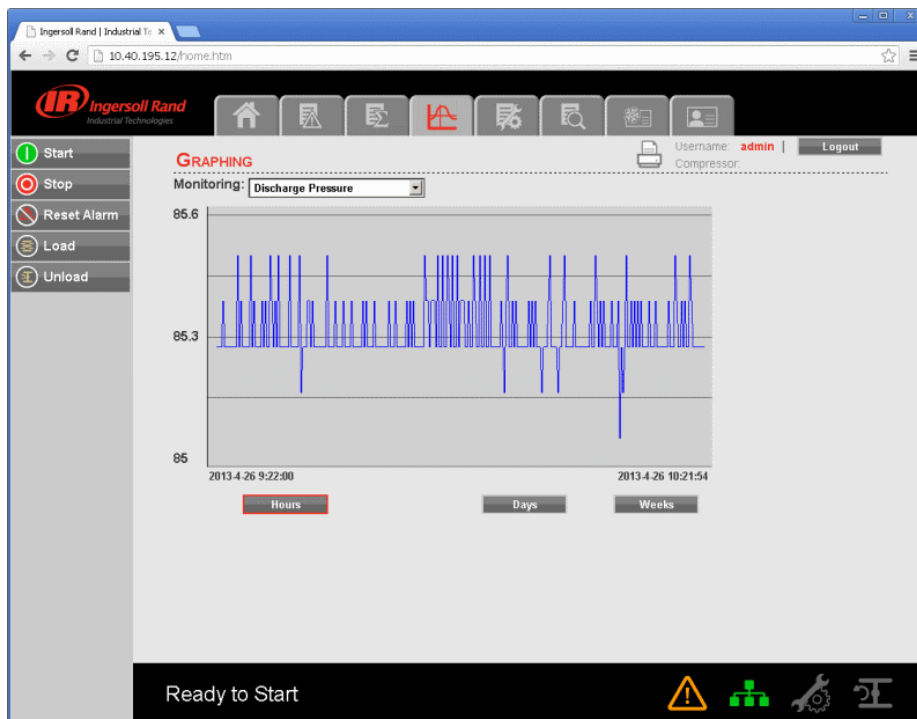 Ingersoll Rand | Industrial Te
10.40.195.12/home.htm
IR Ingersoll Rand
Industrial Technologies
Start
Stop
Reset Alarm
Load
Unload
GRAPHING
Username: admin |
Logout
Compressor:
Monitoring: Discharge Pressure
85.6
85.3
85
2013-4-26 9:22:00
2013-4-26 10:21:54
Hours
Days
Weeks
Ready to Start